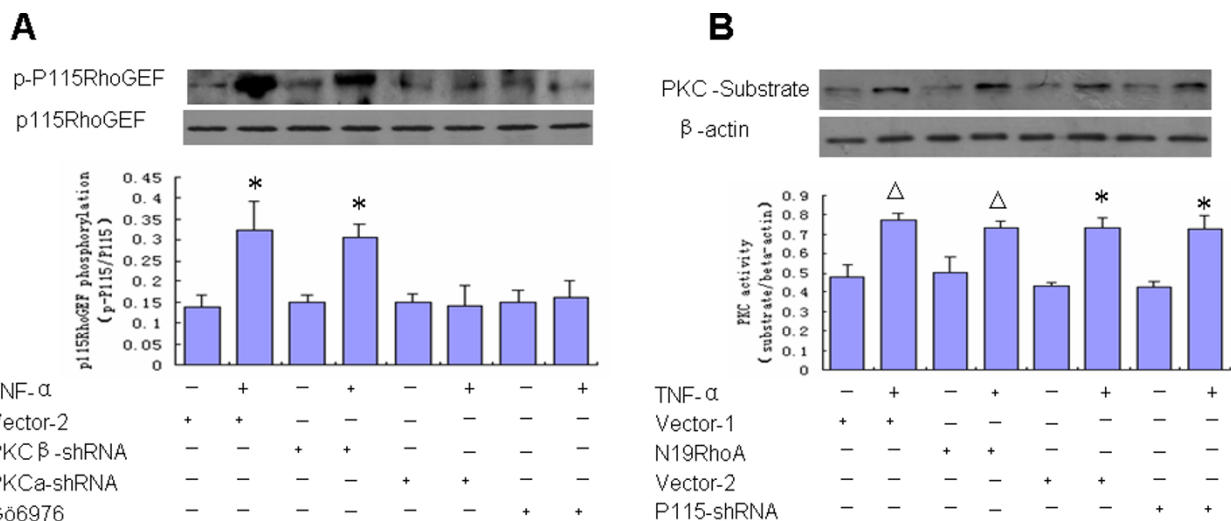 A
p-P115RhoGEF
p115RhoGEF
p115RhoGEF phosphorylation
(p-P115/P115)
0.45
0.4
0.35
0.3
0.25
0.2
0.15
0.1
0.05
0
* *
NF-α − + − + − + − +
Vector-2 + + − − − − − −
PKCβ-shRNA − − + + − − − −
PKCa-shRNA − − − − + + − −
Gö6976 − − − − − − + +
B
PKC-Substrate
β-actin
PKC activity
(substrate/beta-actin)
0.9
0.8
0.7
0.6
0.5
0.4
0.3
0.2
0.1
0
△ △ * *
TNF-α − + − + − + − +
Vector-1 + + − − − − − −
N19RhoA − − + + − − − −
Vector-2 − − − − + + − −
P115-shRNA − − − − − − + +